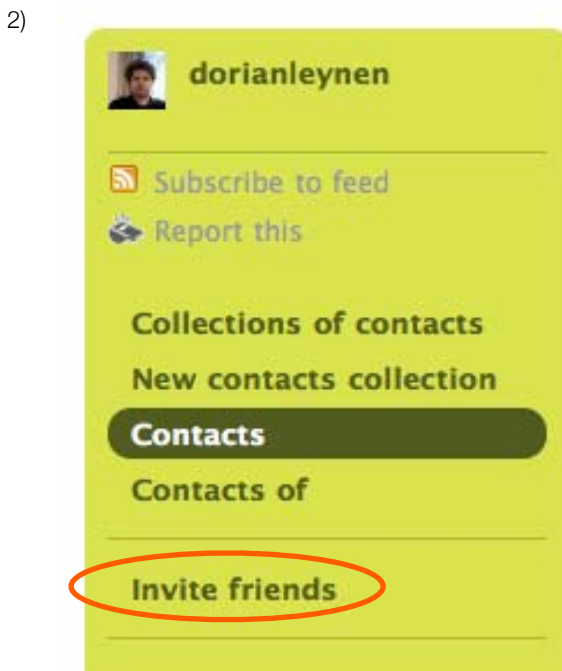 2)
dorianleynen
Subscribe to feed
Report this
Collections of contacts
New contacts collection
Contacts
Contacts of
Invite friends